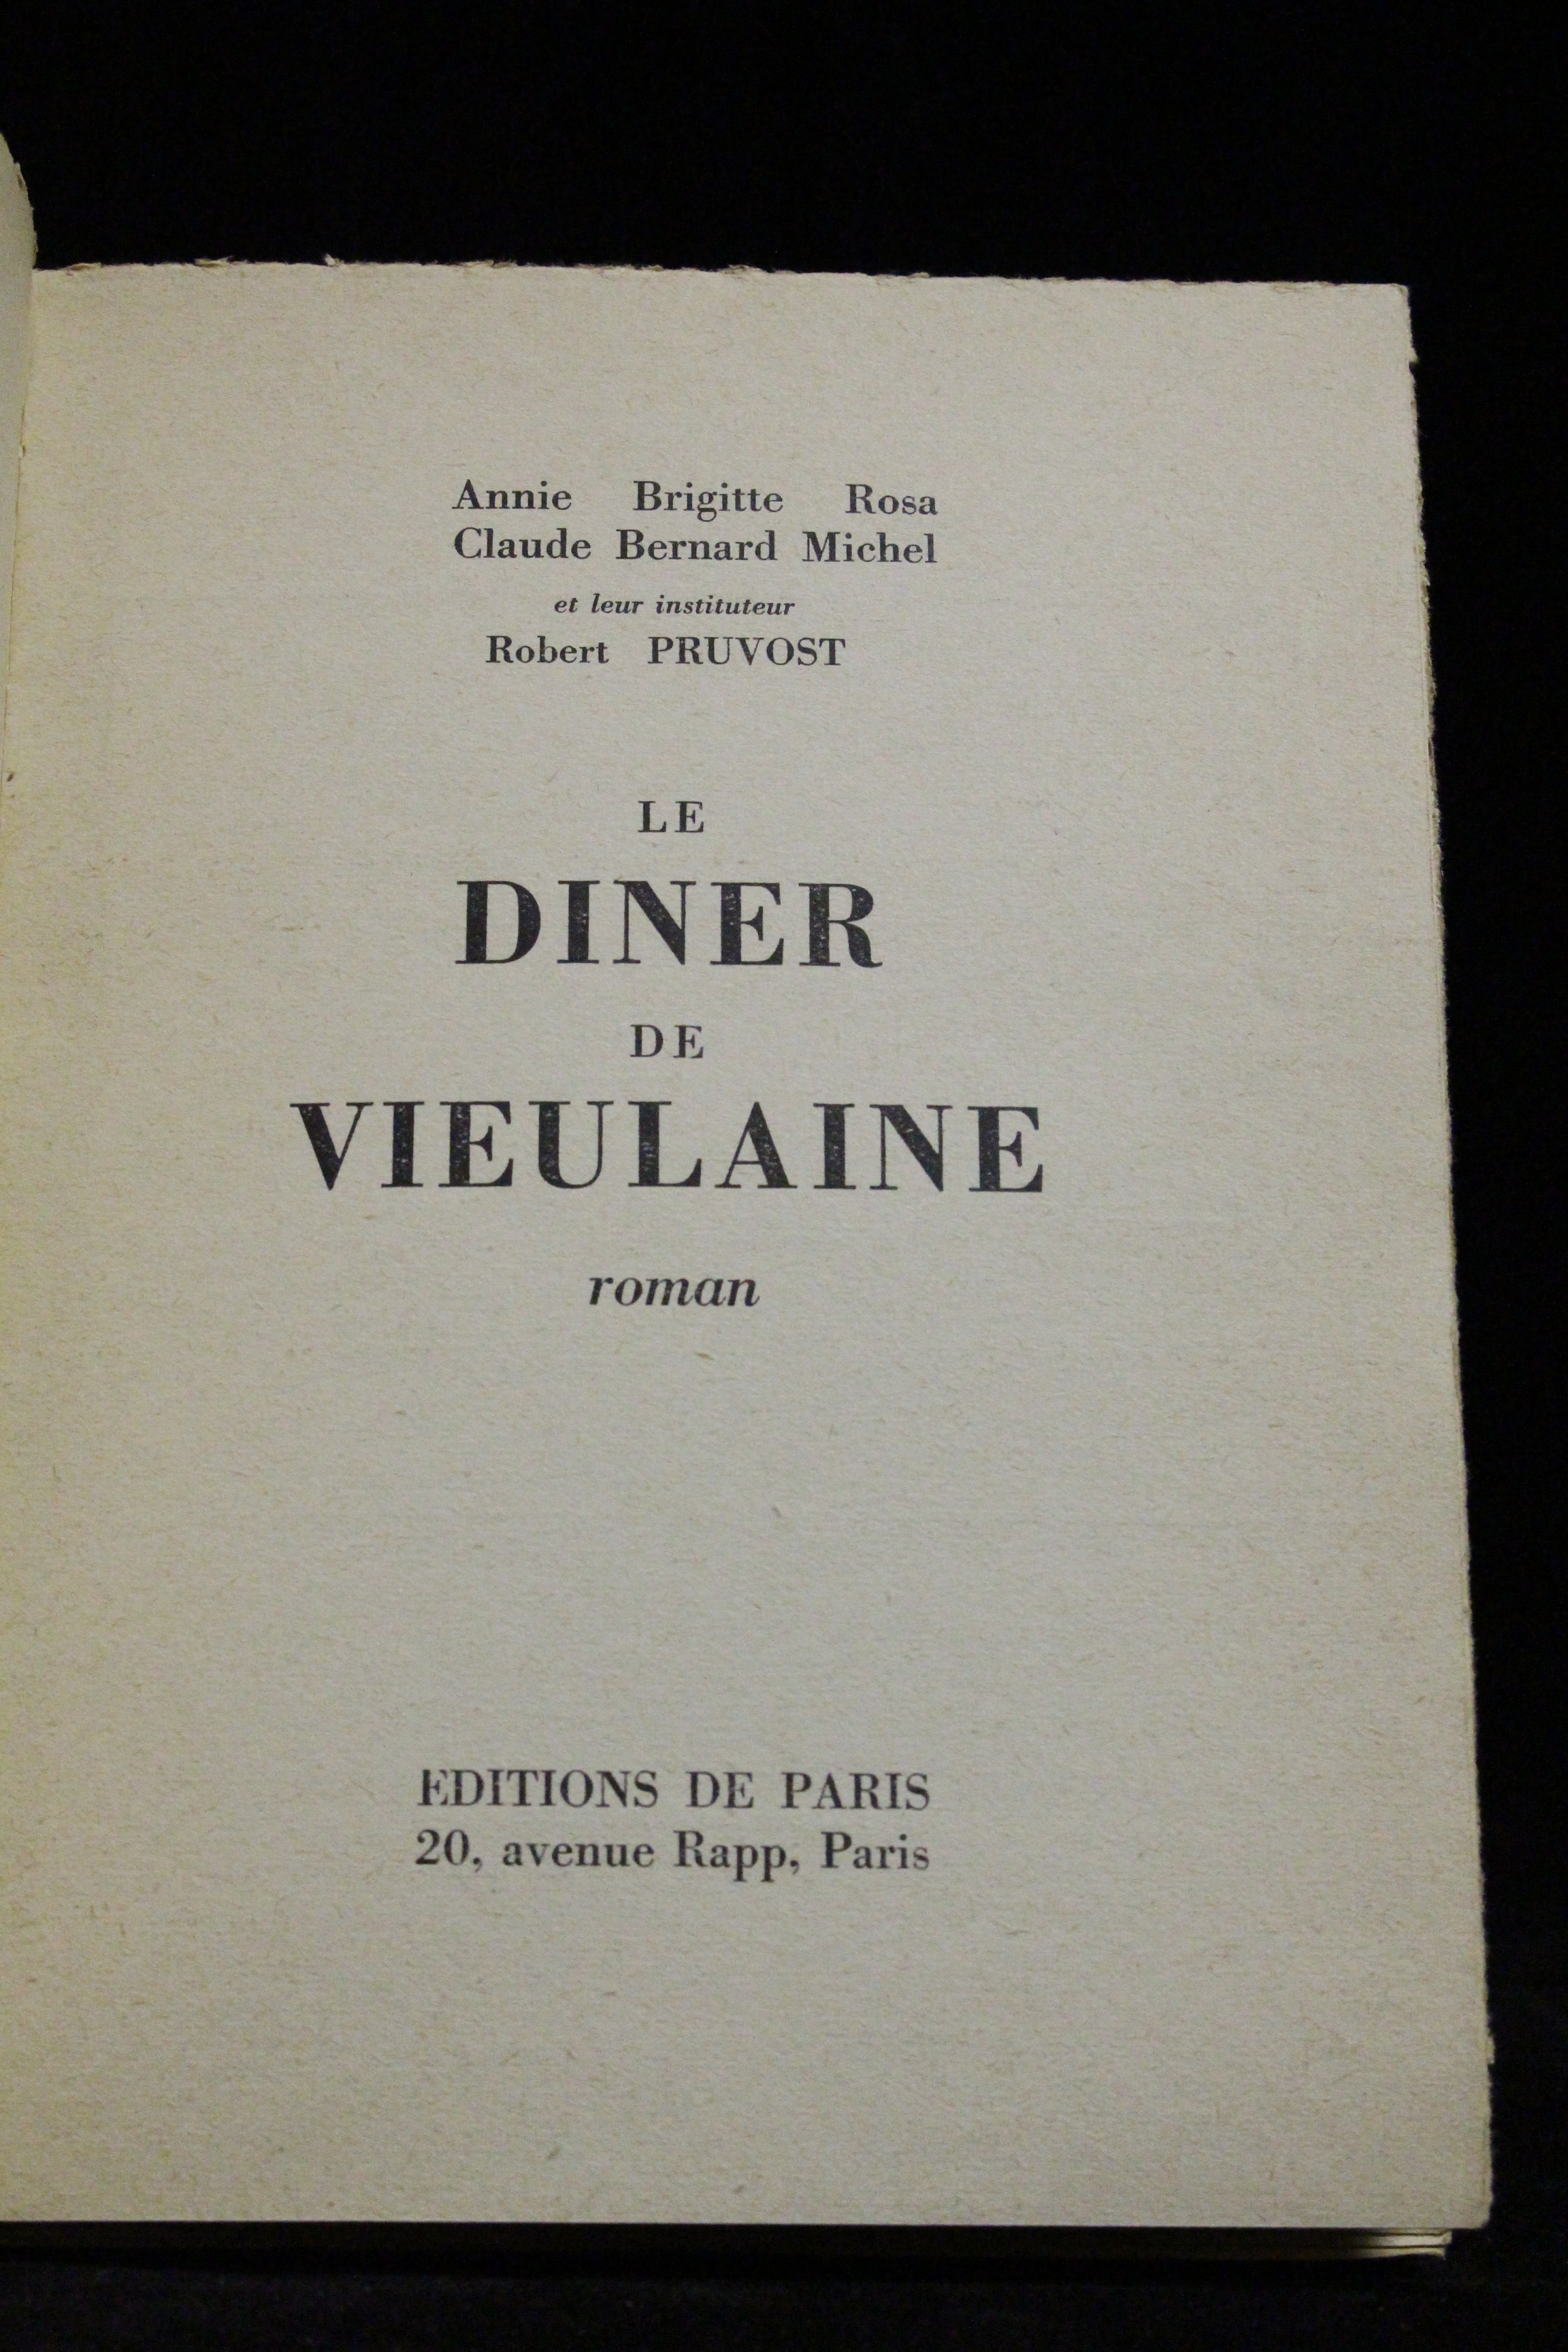 Annie Brigitte Rosa
Claude Bernard Michel
et leur instituteur
Robert PRUVOST
LE
DINER
DE
VIEULAINE
roman
EDITIONS DE PARIS
20, avenue Rapp, Paris